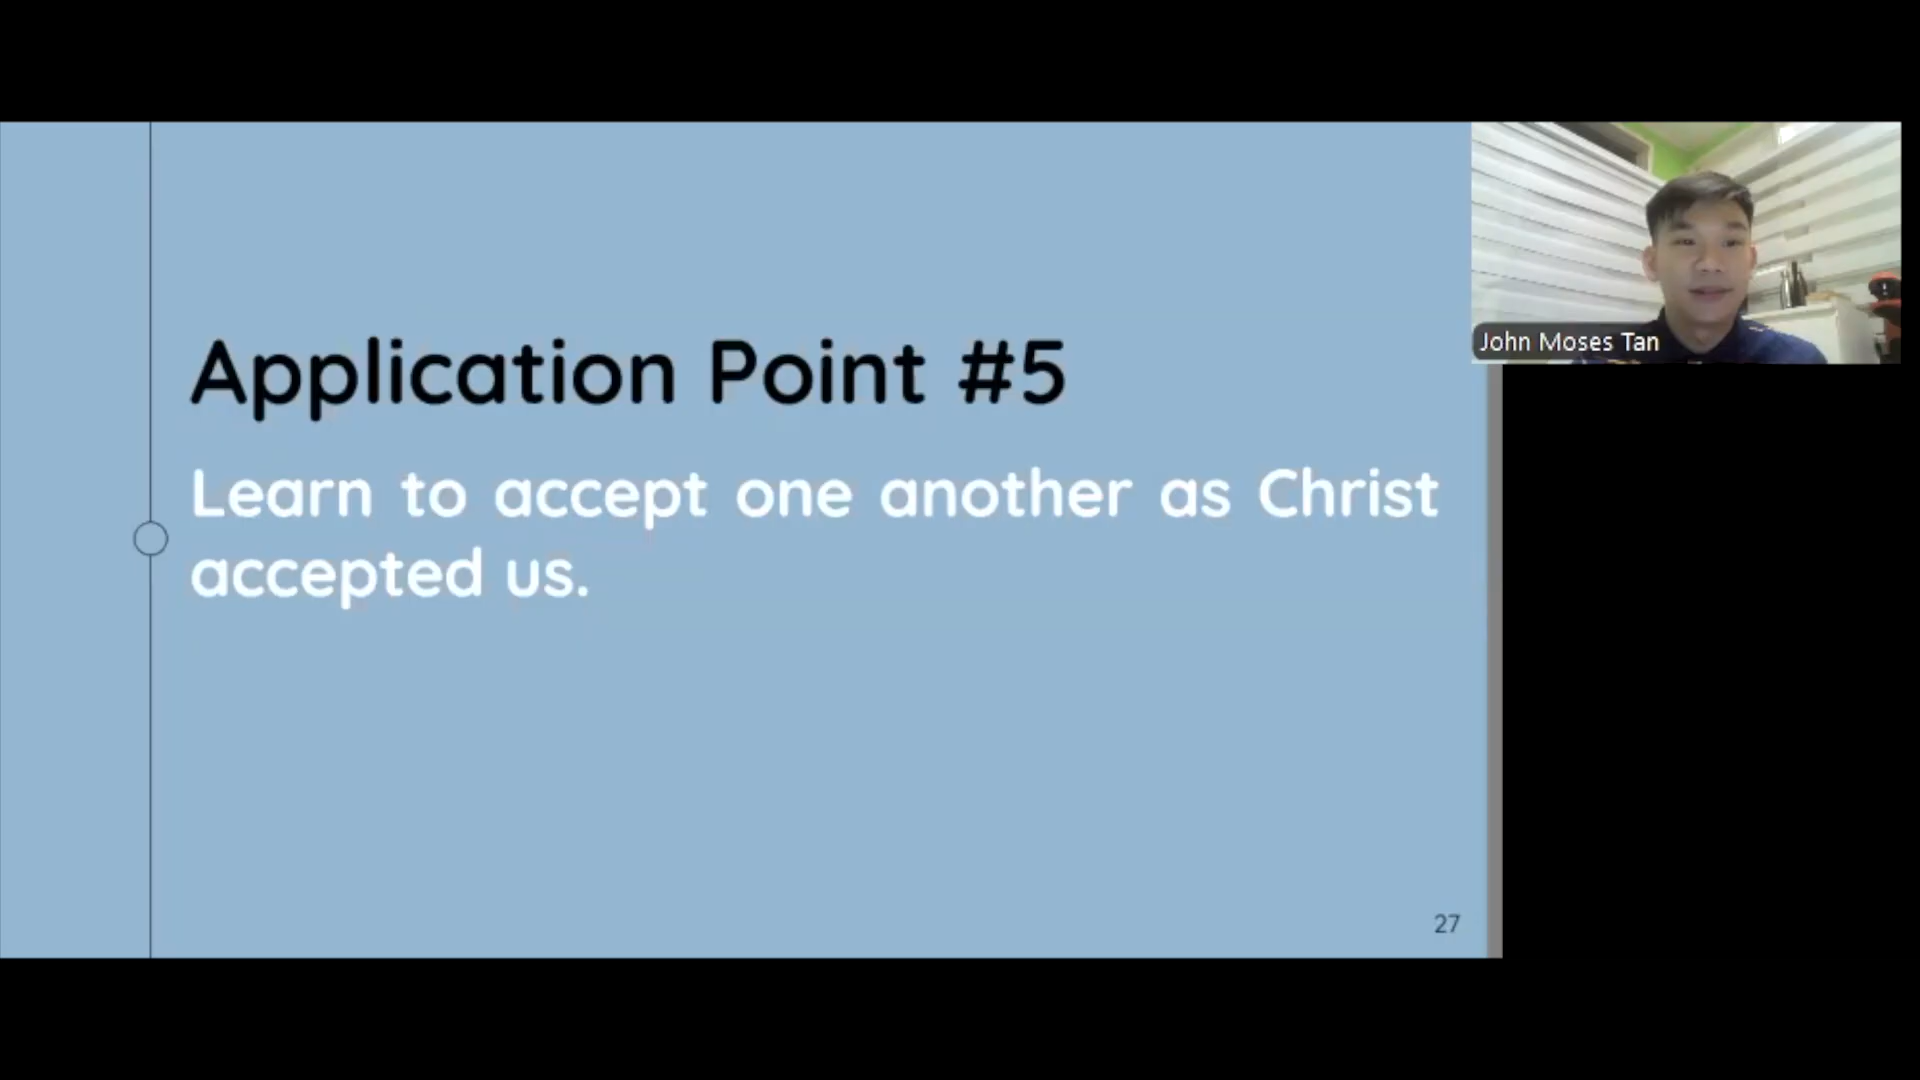 Application Point #5
Learn to accept one another as Christ
accepted us.
John Moses Tan
27